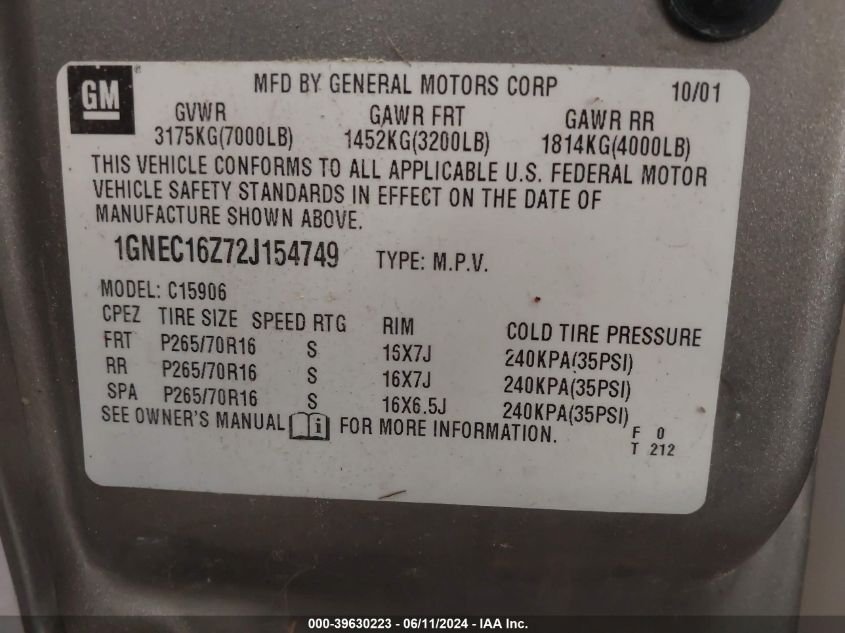 GM
MFD BY GENERAL MOTORS CORP 10/01
GVWR GAWR FRT GAWR RR
3175KG(7000LB) 1452KG(3200LB) 1814KG(4000LB)
THIS VEHICLE CONFORMS TO ALL APPLICABLE U.S. FEDERAL MOTOR
VEHICLE SAFETY STANDARDS IN EFFECT ON THE DATE OF
MANUFACTURE SHOWN ABOVE.
1GNEC16Z72J154749 TYPE: M.P.V.
MODEL: C15906
CPEZ TIRE SIZE SPEED RTG RIM COLD TIRE PRESSURE
FRT P265/70R16 S 16X7J 240KPA(35PSI)
RR P265/70R16 S 16X7J 240KPA(35PSI)
SPA P265/70R16 S 16X6.5J 240KPA(35PSI)
SEE OWNER'S MANUAL i FOR MORE INFORMATION.
F 0
T 212
000-39630223 - 06/11/2024 - IAA Inc.